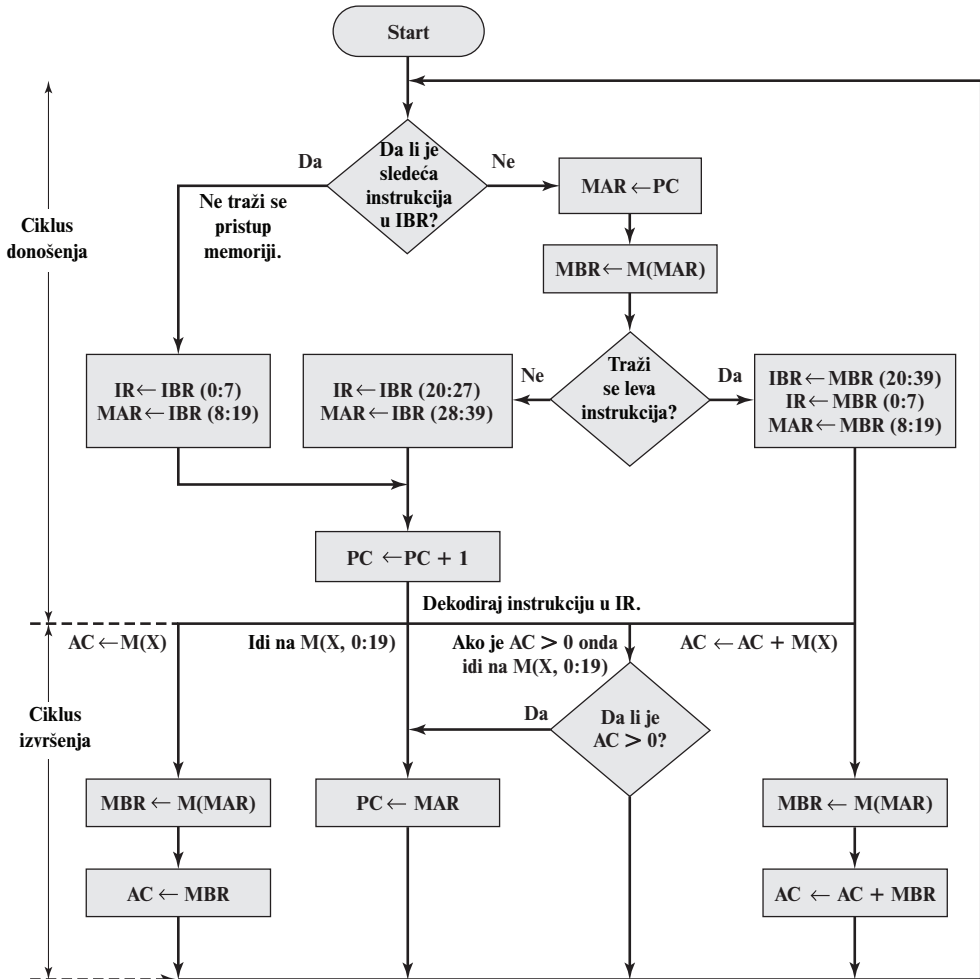 Start
Da li je
sledeća
instrukcija
u IBR?
Da
Ne
Ne traži se
pristup
memoriji.
MAR ← PC
MBR ← M(MAR)
Ciklus
donošenja
Traži
se leva
instrukcija?
Ne
Da
IR ← IBR (0:7)
MAR ← IBR (8:19)
IR ← IBR (20:27)
MAR ← IBR (28:39)
IBR ← MBR (20:39)
IR ← MBR (0:7)
MAR ← MBR (8:19)
PC ← PC + 1
Dekodiraj instrukciju u IR.
AC ← M(X)
Idi na M(X, 0:19)
Ako je AC > 0 onda
idi na M(X, 0:19)
AC ← AC + M(X)
Ciklus
izvršenja
Da
Da li je
AC > 0?
MBR ← M(MAR)
PC ← MAR
MBR ← M(MAR)
AC ← MBR
AC ← AC + MBR